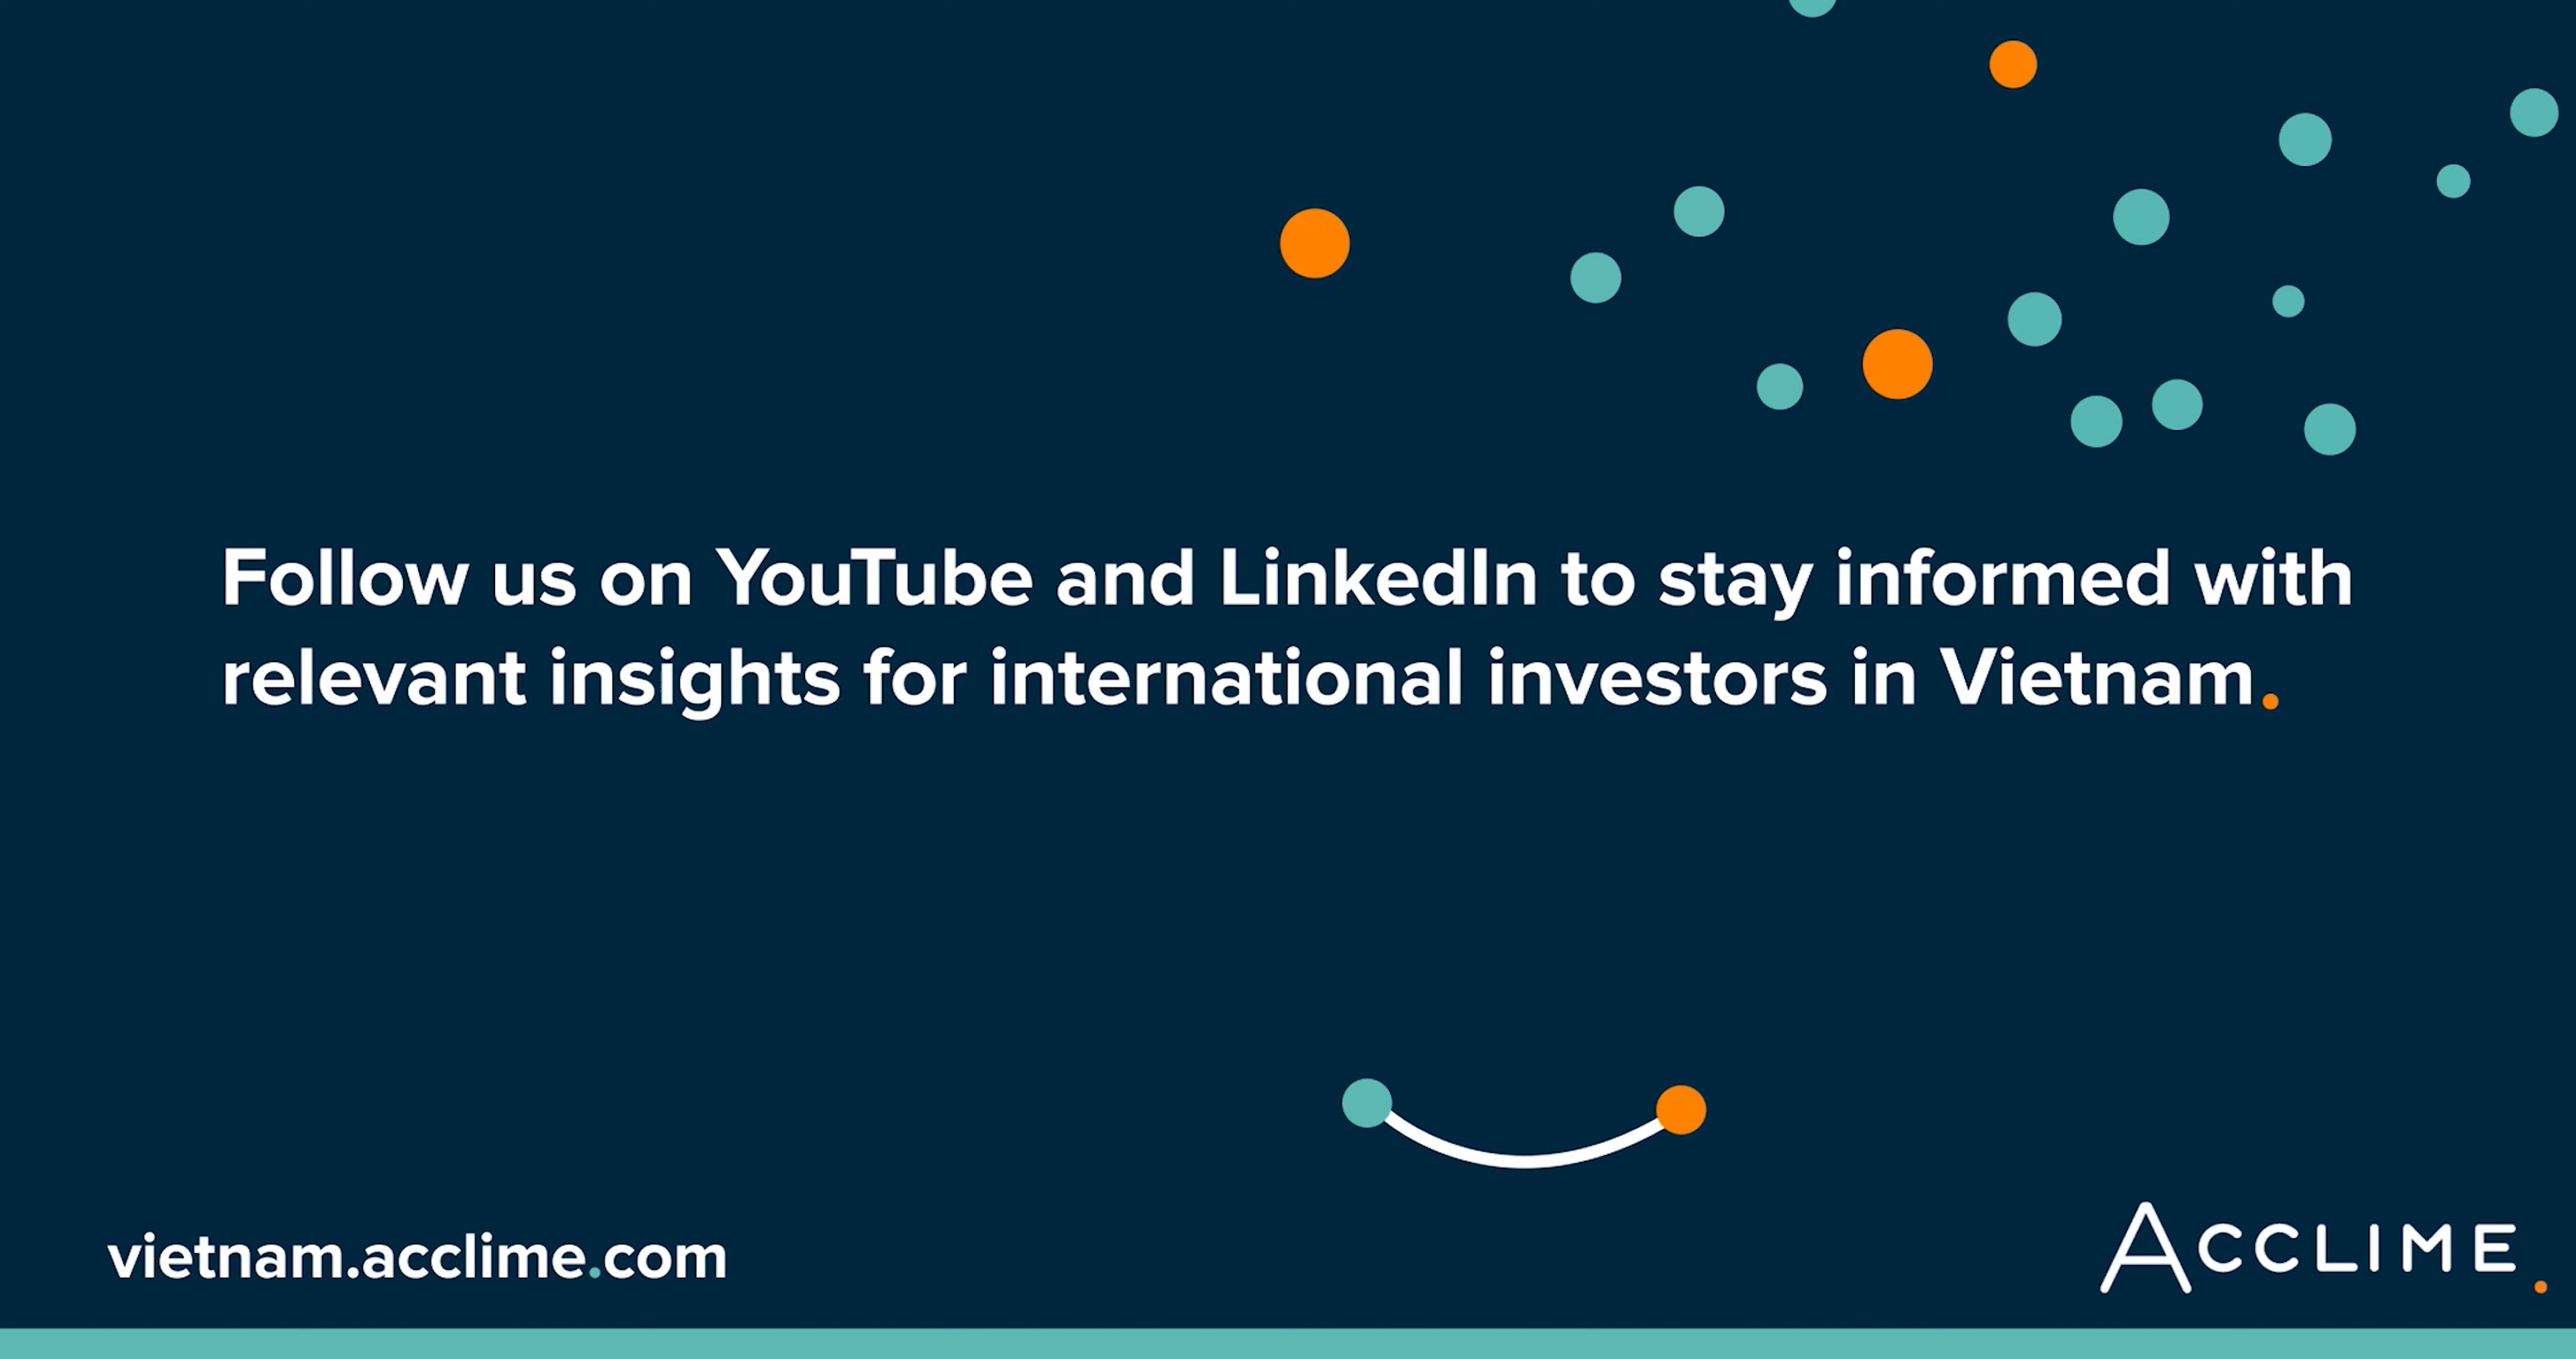 Follow us on YouTube and LinkedIn to stay informed with
relevant insights for international investors in Vietnam.
vietnam.acclime.com
ACCLIME.